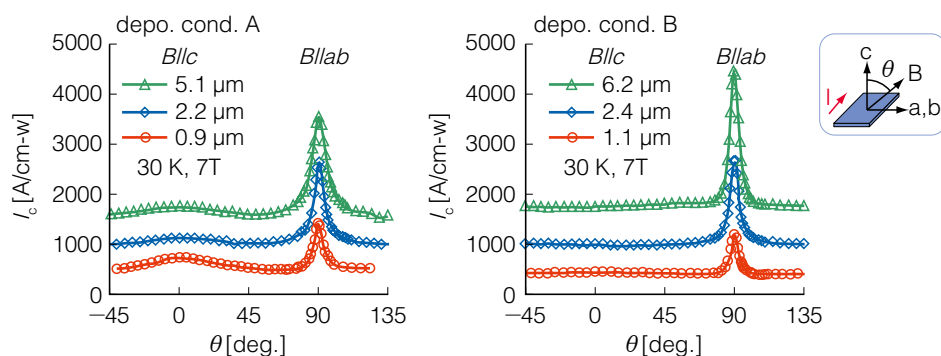 depo. cond. A
5000
4000
3000
2000
1000
0
I_c [A/cm-w]
B∥c
B∥ab
5.1 μm
2.2 μm
0.9 μm
30 K, 7T
−45
0
45
90
135
θ [deg.]
depo. cond. B
5000
4000
3000
2000
1000
0
I_c [A/cm-w]
B∥c
B∥ab
6.2 μm
2.4 μm
1.1 μm
30 K, 7T
−45
0
45
90
135
θ [deg.]
c
θ
B
I
a,b